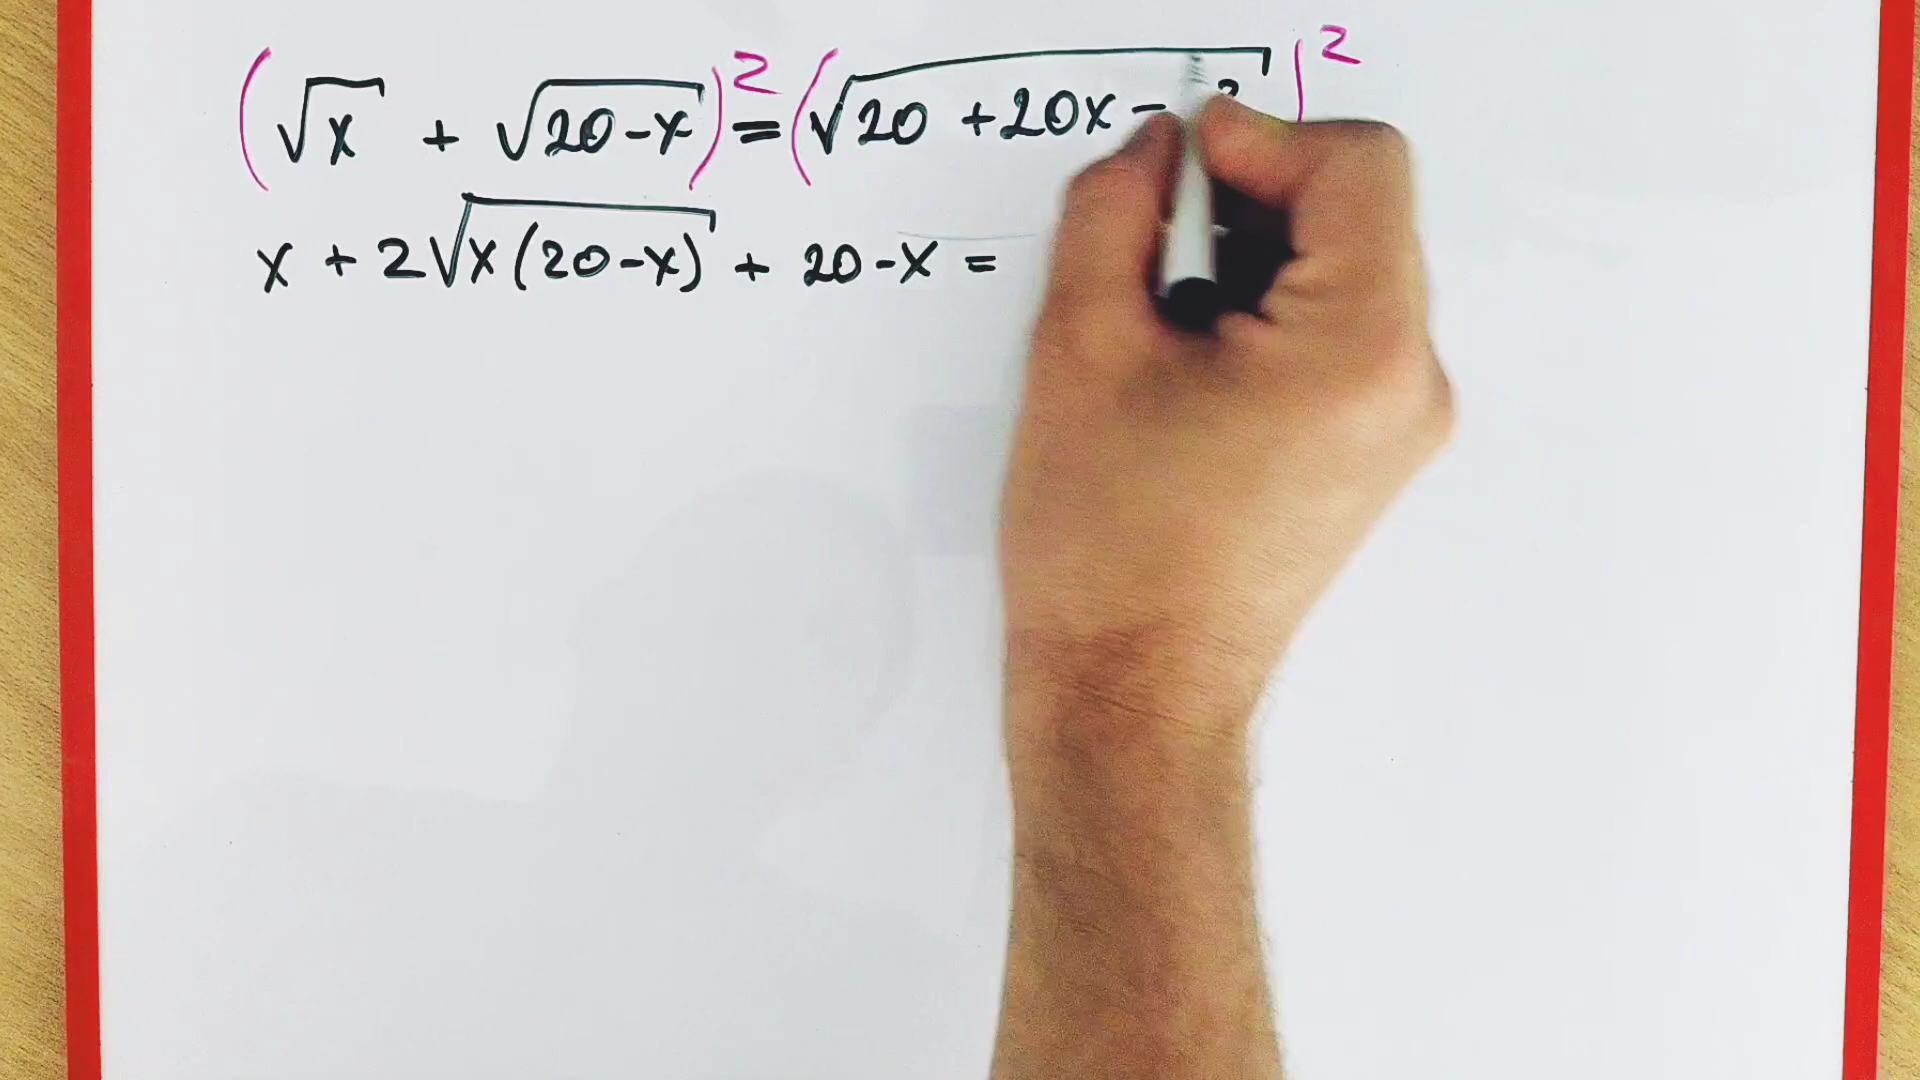 (√x + √(20-x))² = (√(20 + 20x -
x + 2√(x(20-x)) + 20 - x =